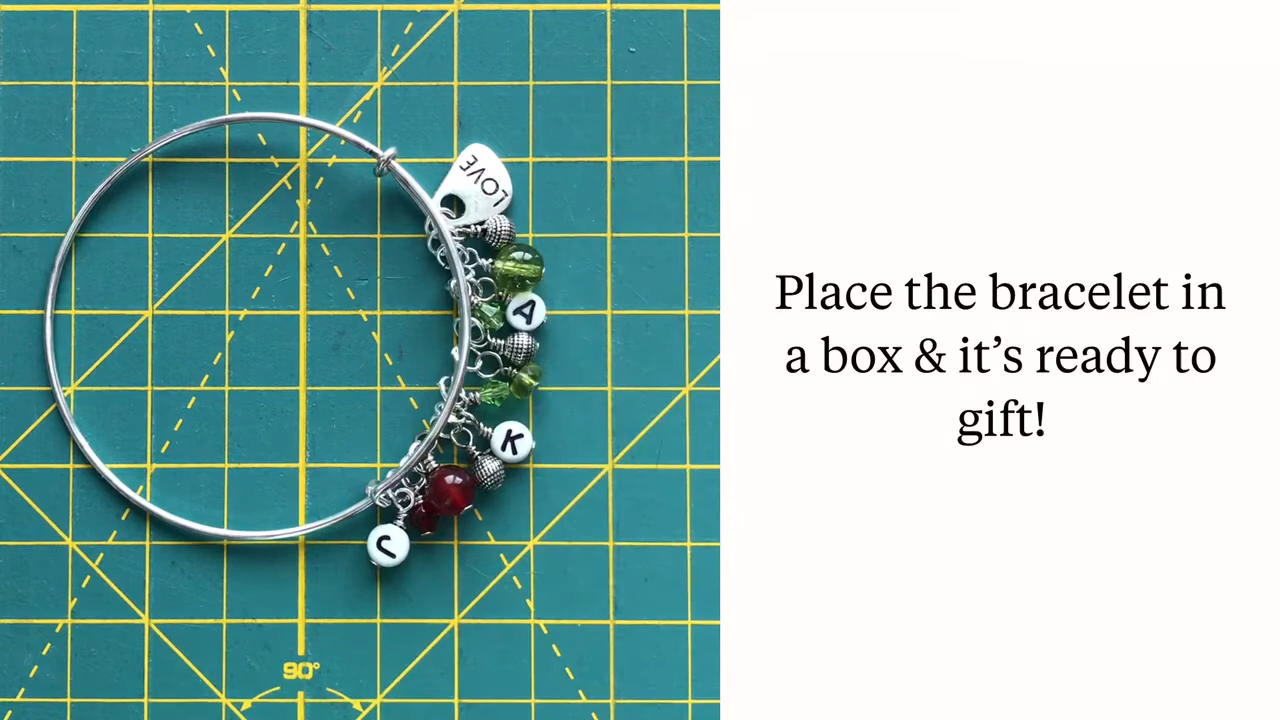 LOVE
A
K
J
90°
Place the bracelet in
a box & it’s ready to
gift!